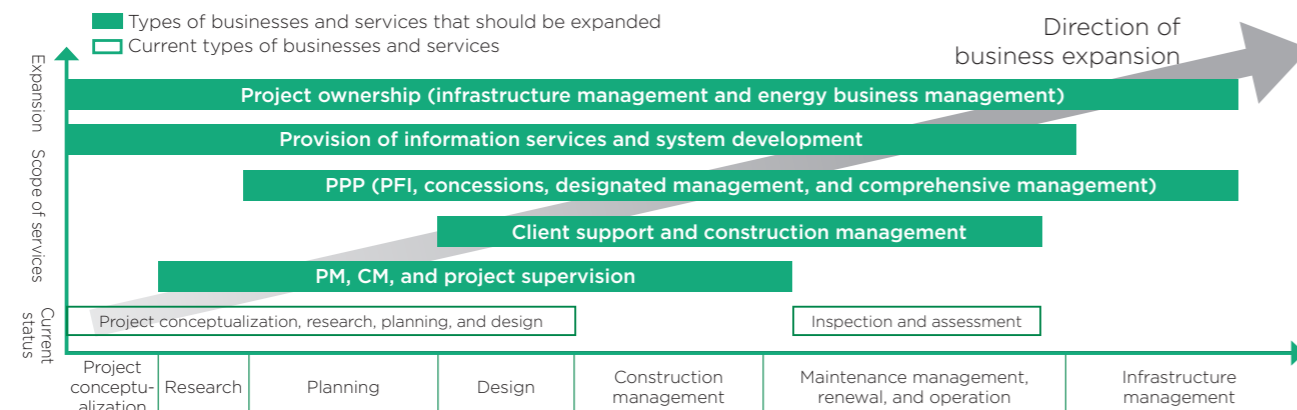 Types of businesses and services that should be expanded
Current types of businesses and services
Direction of
business expansion
Expansion
Scope of services
Current
status
Project ownership (infrastructure management and energy business management)
Provision of information services and system development
PPP (PFI, concessions, designated management, and comprehensive management)
Client support and construction management
PM, CM, and project supervision
Project conceptualization, research, planning, and design
Inspection and assessment
Project
conceptu-
alization
Research
Planning
Design
Construction
management
Maintenance management,
renewal, and operation
Infrastructure
management